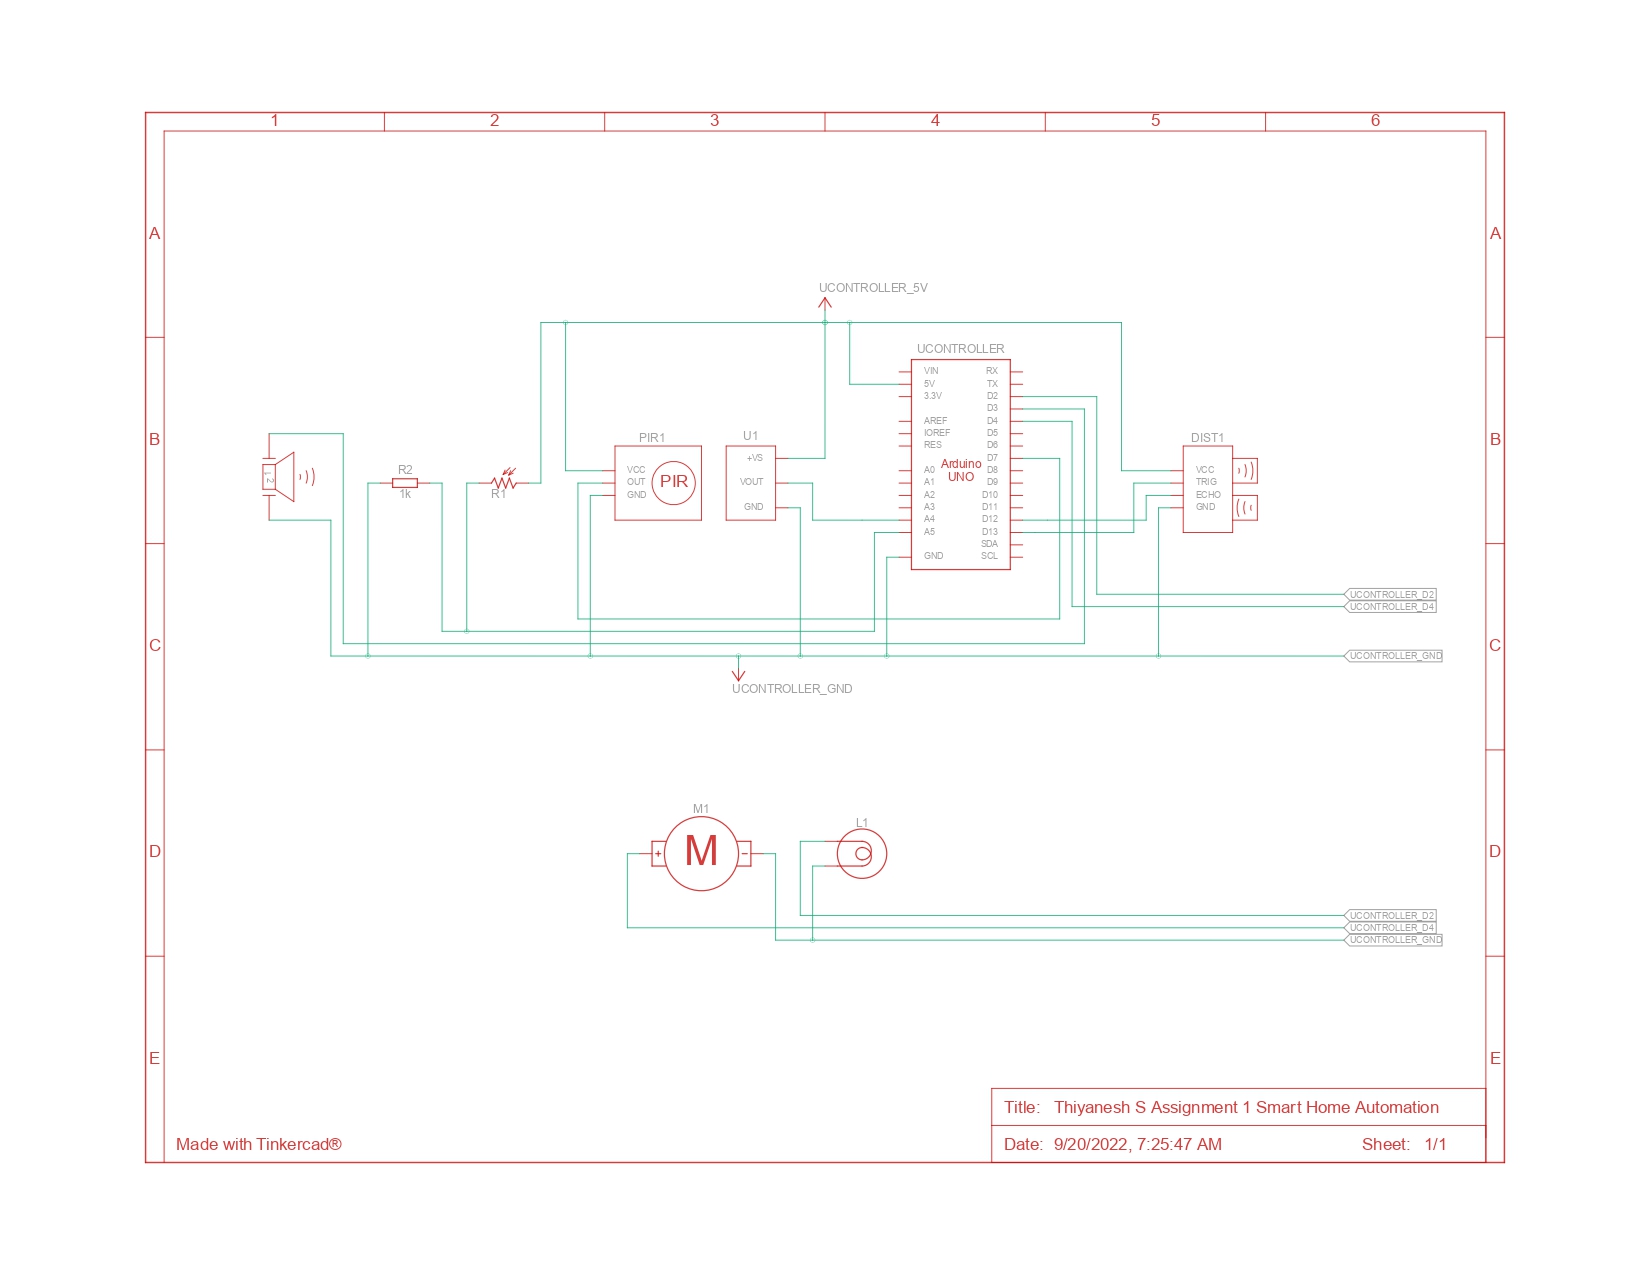 1 2 3 4 5 6
A A
UCONTROLLER_5V
UCONTROLLER
VIN RX
5V TX
3.3V D2
D3
AREF D4
IOREF D5
RES D6
D7
A0 D8
A1 D9
A2 D10
A3 D11
A4 D12
A5 D13
SDA
GND SCL
Arduino
UNO
B B
1 2
R2
1k
R1
PIR1
VCC
OUT
GND
PIR
U1
+VS
VOUT
GND
DIST1
VCC
TRIG
ECHO
GND
UCONTROLLER_D2
UCONTROLLER_D4
C C
UCONTROLLER_GND
UCONTROLLER_GND
M1
+ M -
L1
D D
UCONTROLLER_D2
UCONTROLLER_D4
UCONTROLLER_GND
E E
Title: Thiyanesh S Assignment 1 Smart Home Automation
Made with Tinkercad®
Date: 9/20/2022, 7:25:47 AM Sheet: 1/1